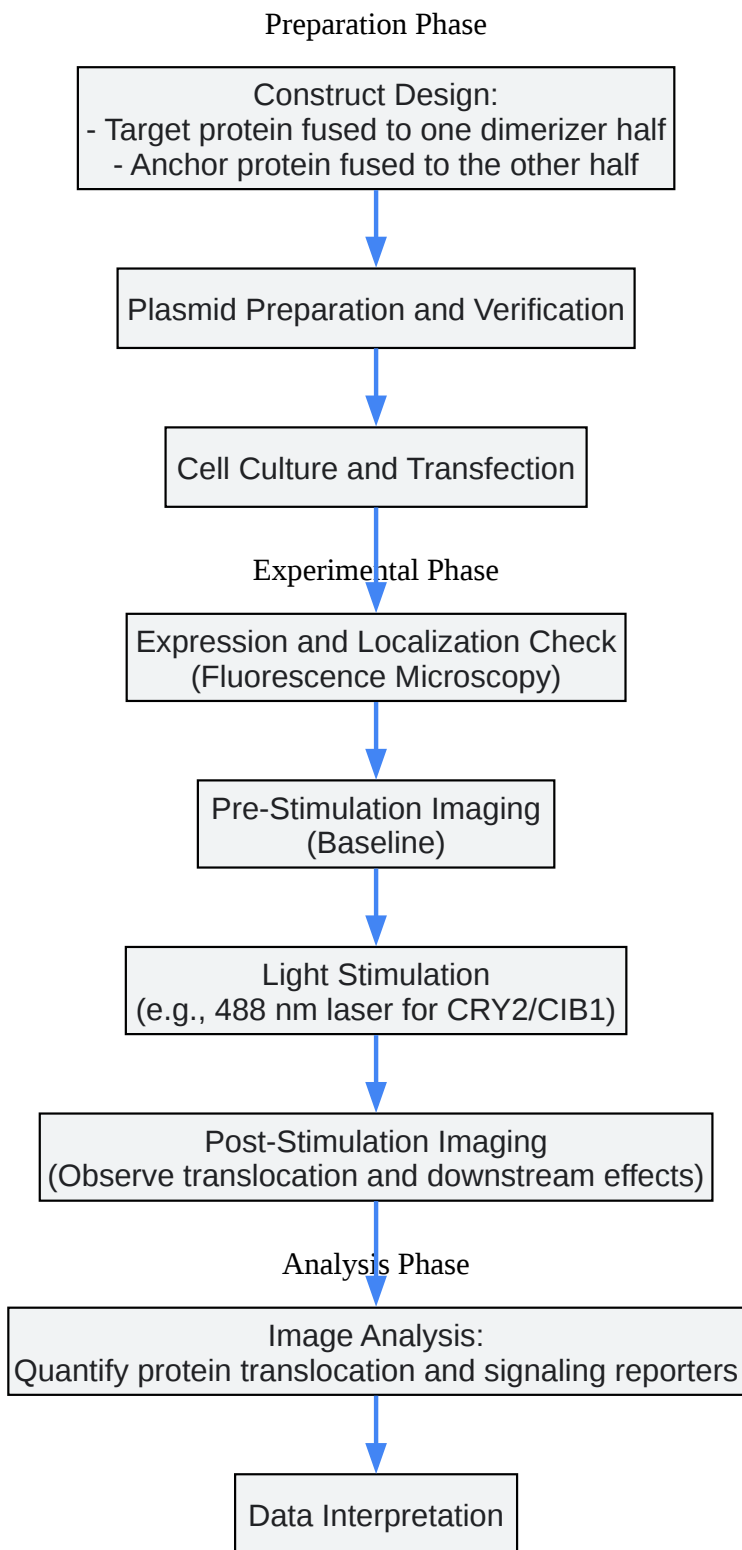 Preparation Phase
Construct Design:
- Target protein fused to one dimerizer half
- Anchor protein fused to the other half
Plasmid Preparation and Verification
Cell Culture and Transfection
Experimental Phase
Expression and Localization Check
(Fluorescence Microscopy)
Pre-Stimulation Imaging
(Baseline)
Light Stimulation
(e.g., 488 nm laser for CRY2/CIB1)
Post-Stimulation Imaging
(Observe translocation and downstream effects)
Analysis Phase
Image Analysis:
Quantify protein translocation and signaling reporters
Data Interpretation